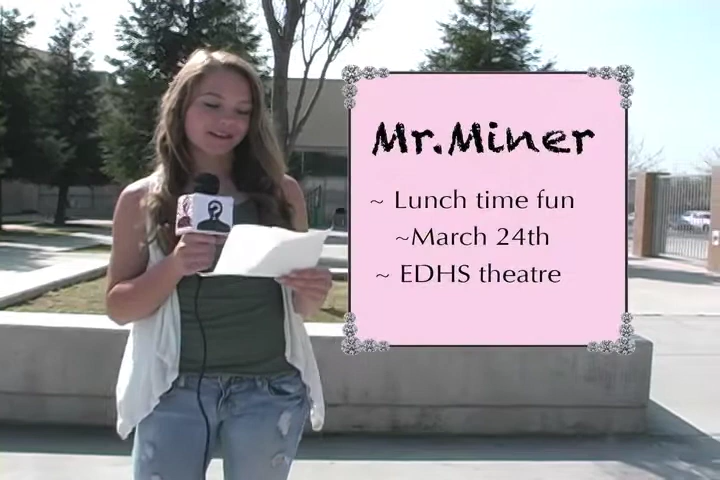 Mr.Miner
~ Lunch time fun
~March 24th
~ EDHS theatre